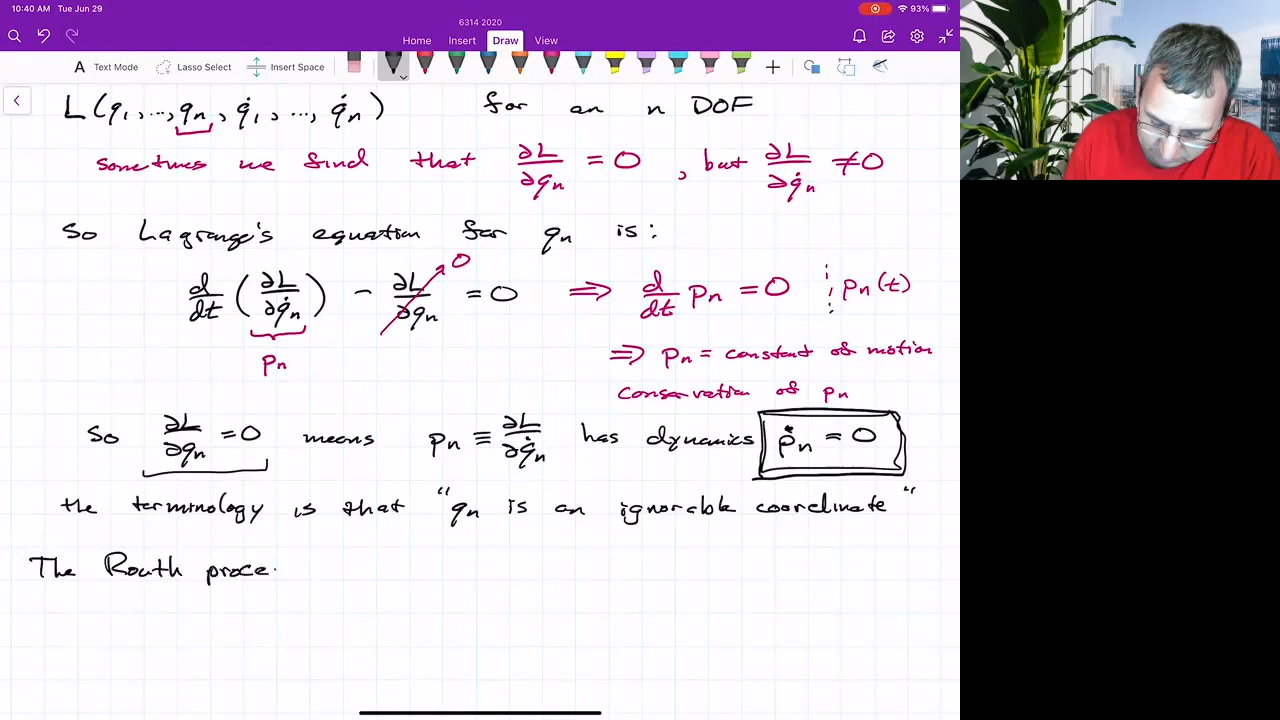 10:40 AM Tue Jun 29
93%
6314 2020
Home Insert Draw View
Text Mode Lasso Select Insert Space
L(q₁, ..., qₙ, q̇₁, ..., q̇ₙ) for an n DOF
sometimes we find that ∂L/∂qₙ = 0, but ∂L/∂q̇ₙ ≠ 0
So Lagrange's equation for qₙ is:
d/dt (∂L/∂q̇ₙ) - ∂L/∂qₙ = 0 ⇒ d/dt pₙ = 0 pₙ(t)
0
pₙ
⇒ pₙ = constant of motion
conservation of pₙ
So ∂L/∂qₙ = 0 means pₙ ≡ ∂L/∂q̇ₙ has dynamics ṗₙ = 0
the terminology is that "qₙ is an ignorable coordinate"
The Routh proce